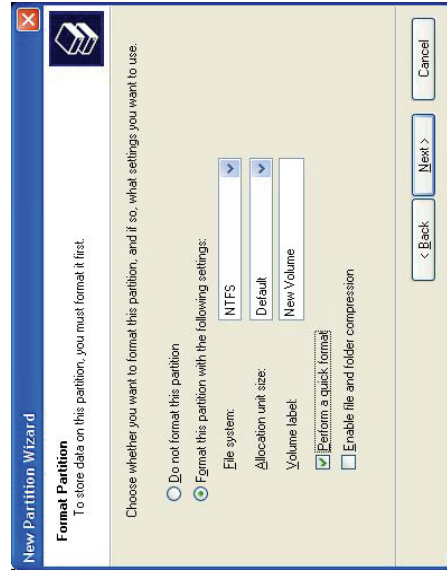 New Partition Wizard
Format Partition
To store data on this partition, you must format it first.
Choose whether you want to format this partition, and if so, what settings you want to use.
Do not format this partition
Format this partition with the following settings:
File system: NTFS
Allocation unit size: Default
Volume label: New Volume
Perform a quick format
Enable file and folder compression
< Back Next > Cancel